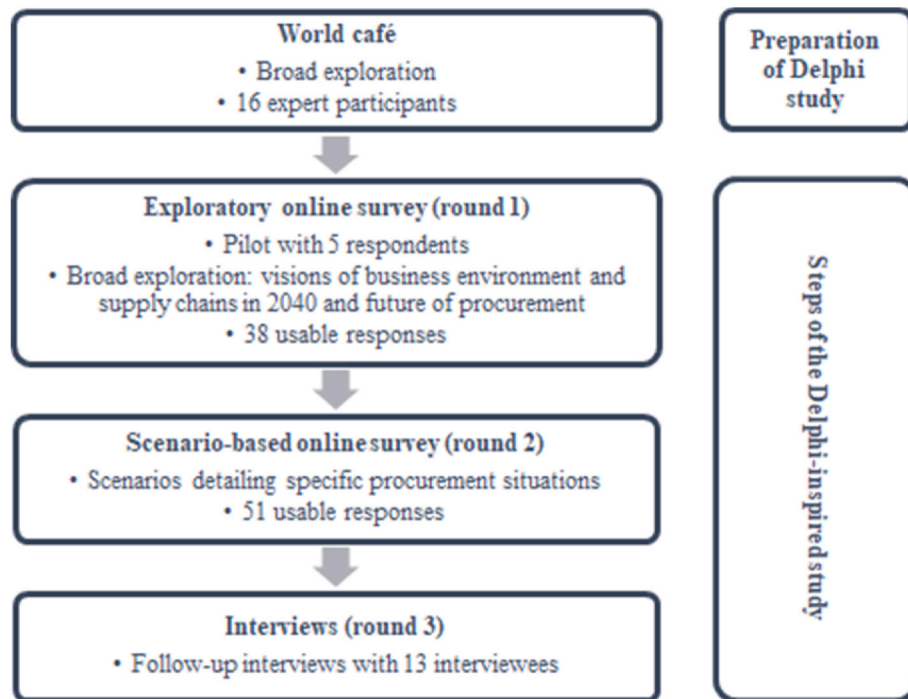 World café
• Broad exploration
• 16 expert participants
Preparation
of Delphi
study
Exploratory online survey (round 1)
• Pilot with 5 respondents
• Broad exploration: visions of business environment and
supply chains in 2040 and future of procurement
• 38 usable responses
Scenario-based online survey (round 2)
• Scenarios detailing specific procurement situations
• 51 usable responses
Interviews (round 3)
• Follow-up interviews with 13 interviewees
Steps of the Delphi-inspired study